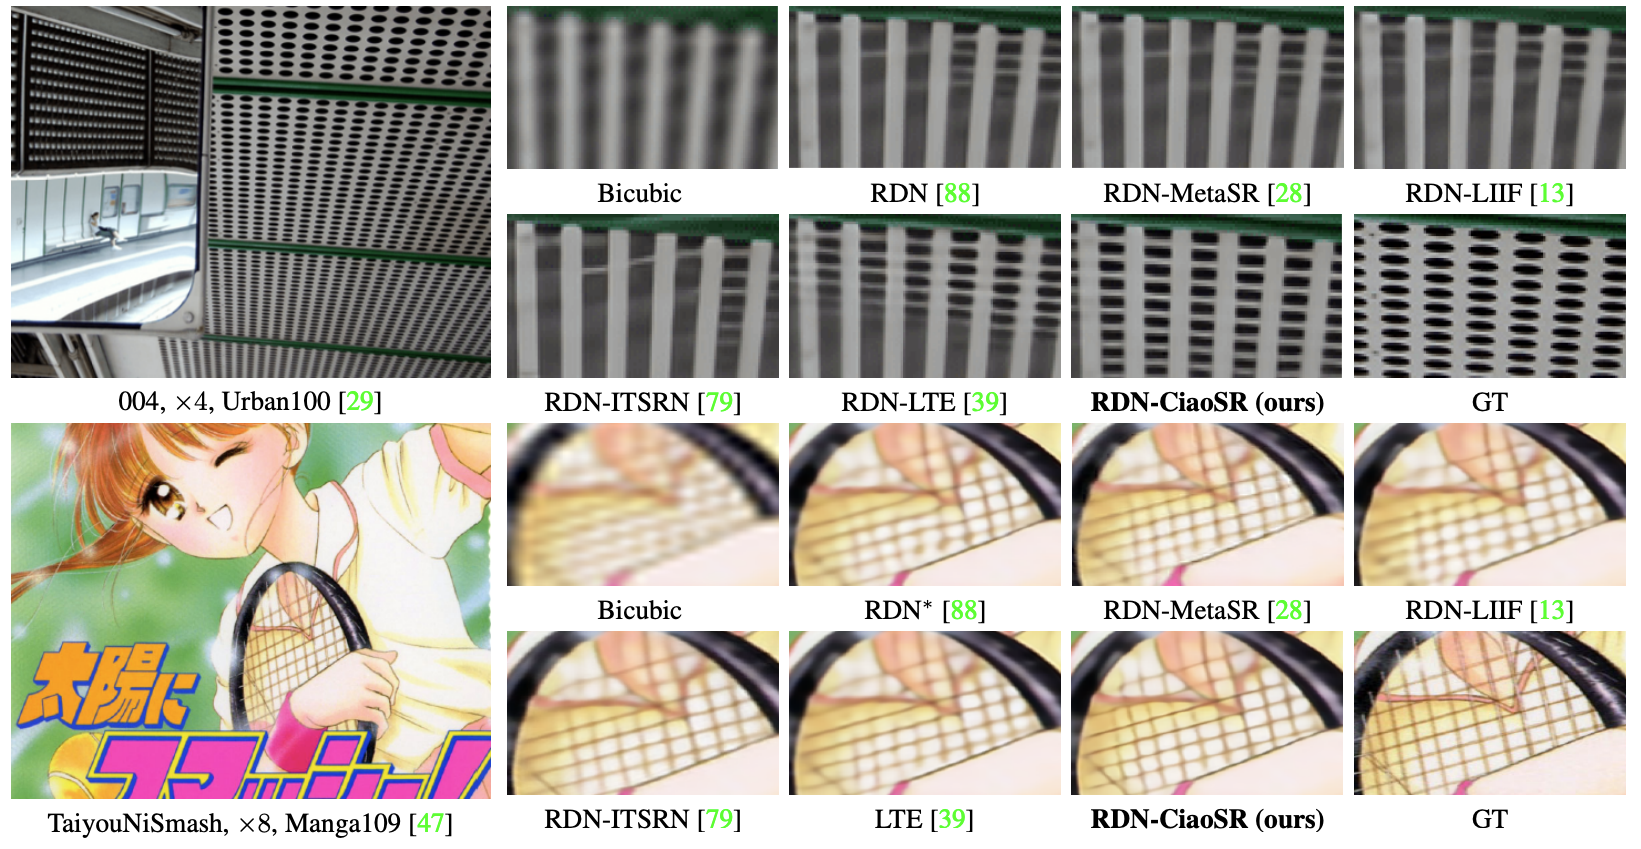 Bicubic
RDN [88]
RDN-MetaSR [28]
RDN-LIIF [13]
004, ×4, Urban100 [29]
RDN-ITSRN [79]
RDN-LTE [39]
RDN-CiaoSR (ours)
GT
Bicubic
RDN* [88]
RDN-MetaSR [28]
RDN-LIIF [13]
太陽に
スマッシュ!
TaiyouNiSmash, ×8, Manga109 [47]
RDN-ITSRN [79]
LTE [39]
RDN-CiaoSR (ours)
GT